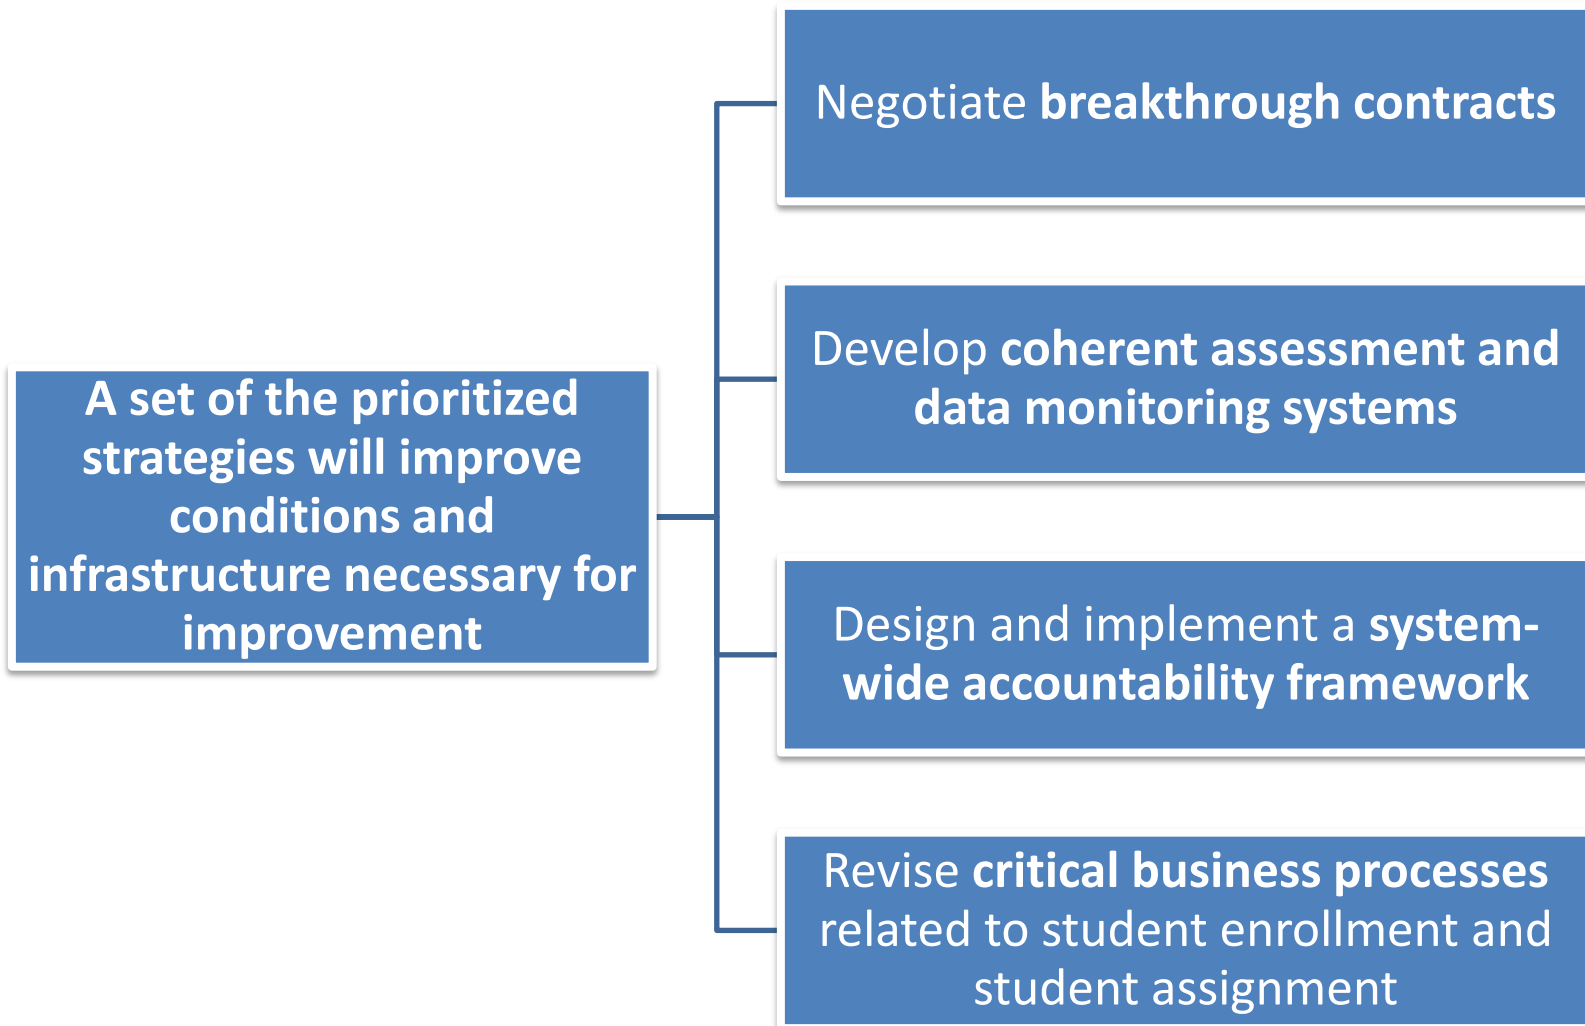 Negotiate breakthrough contracts
Develop coherent assessment and
data monitoring systems
A set of the prioritized
strategies will improve
conditions and
infrastructure necessary for
improvement
Design and implement a system-
wide accountability framework
Revise critical business processes
related to student enrollment and
student assignment